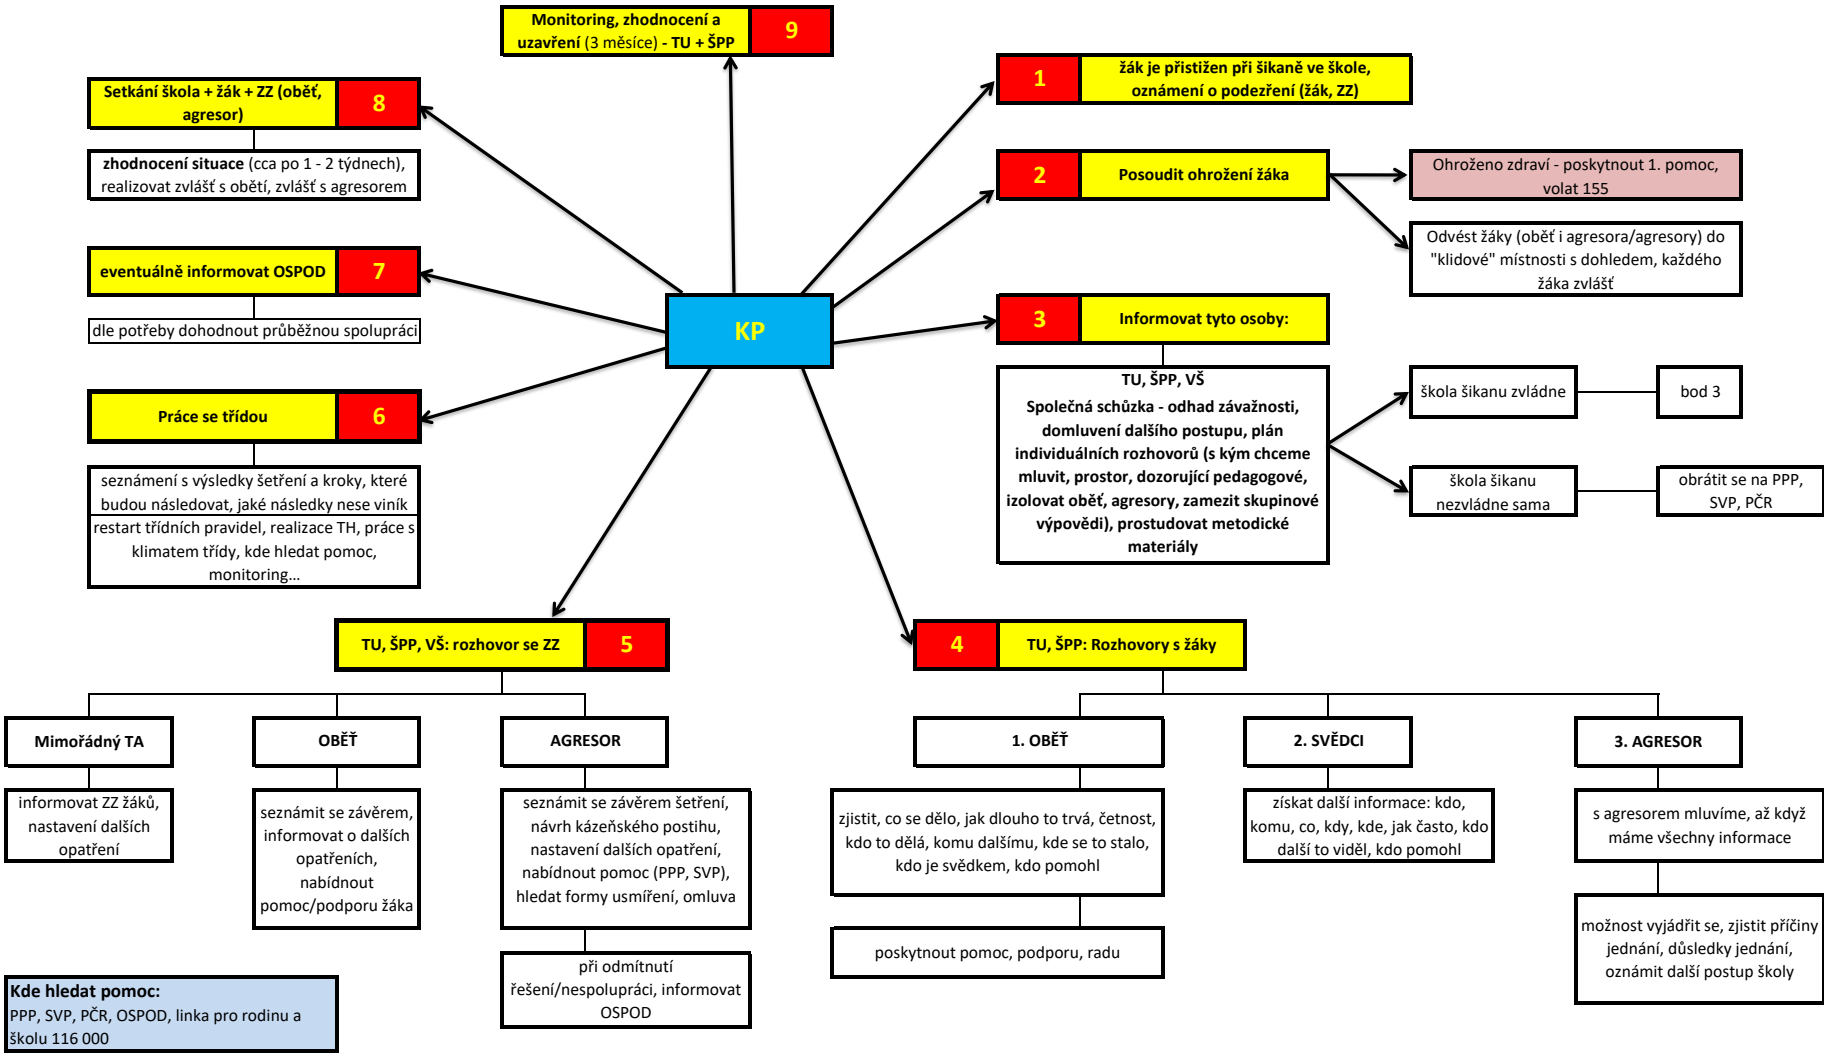 Monitoring, zhodnocení a
uzavření (3 měsíce) - TU + ŠPP
9
1
žák je přistižen při šikaně ve škole,
oznámení o podezření (žák, ZZ)
Setkání škola + žák + ZZ (oběť,
agresor)
8
zhodnocení situace (cca po 1 - 2 týdnech),
realizovat zvlášť s obětí, zvlášť s agresorem
2
Posoudit ohrožení žáka
Ohroženo zdraví - poskytnout 1. pomoc,
volat 155
Odvést žáky (oběť i agresora/agresory) do
"klidové" místnosti s dohledem, každého
žáka zvlášť
eventuálně informovat OSPOD
7
dle potřeby dohodnout průběžnou spolupráci
KP
3
Informovat tyto osoby:
TU, ŠPP, VŠ
Společná schůzka - odhad závažnosti,
domluvení dalšího postupu, plán
individuálních rozhovorů (s kým chceme
mluvit, prostor, dozorující pedagogové,
izolovat oběť, agresory, zamezit skupinové
výpovědi), prostudovat metodické
materiály
škola šikanu zvládne
bod 3
škola šikanu
nezvládne sama
obrátit se na PPP,
SVP, PČR
Práce se třídou
6
seznámení s výsledky šetření a kroky, které
budou následovat, jaké následky nese viník
restart třídních pravidel, realizace TH, práce s
klimatem třídy, kde hledat pomoc,
monitoring...
TU, ŠPP, VŠ: rozhovor se ZZ
5
4
TU, ŠPP: Rozhovory s žáky
Mimořádný TA
OBĚŤ
AGRESOR
informovat ZZ žáků,
nastavení dalších
opatření
seznámit se závěrem,
informovat o dalších
opatřeních,
nabídnout
pomoc/podporu žáka
seznámit se závěrem šetření,
návrh kázeňského postihu,
nastavení dalších opatření,
nabídnout pomoc (PPP, SVP),
hledat formy usmíření, omluva
při odmítnutí
řešení/nespolupráci, informovat
OSPOD
1. OBĚŤ
2. SVĚDCI
3. AGRESOR
zjistit, co se dělo, jak dlouho to trvá, četnost,
kdo to dělá, komu dalšímu, kde se to stalo,
kdo je svědkem, kdo pomohl
poskytnout pomoc, podporu, radu
získat další informace: kdo,
komu, co, kdy, kde, jak často, kdo
další to viděl, kdo pomohl
s agresorem mluvíme, až když
máme všechny informace
možnost vyjádřit se, zjistit příčiny
jednání, důsledky jednání,
oznámit další postup školy
Kde hledat pomoc:
PPP, SVP, PČR, OSPOD, linka pro rodinu a
školu 116 000